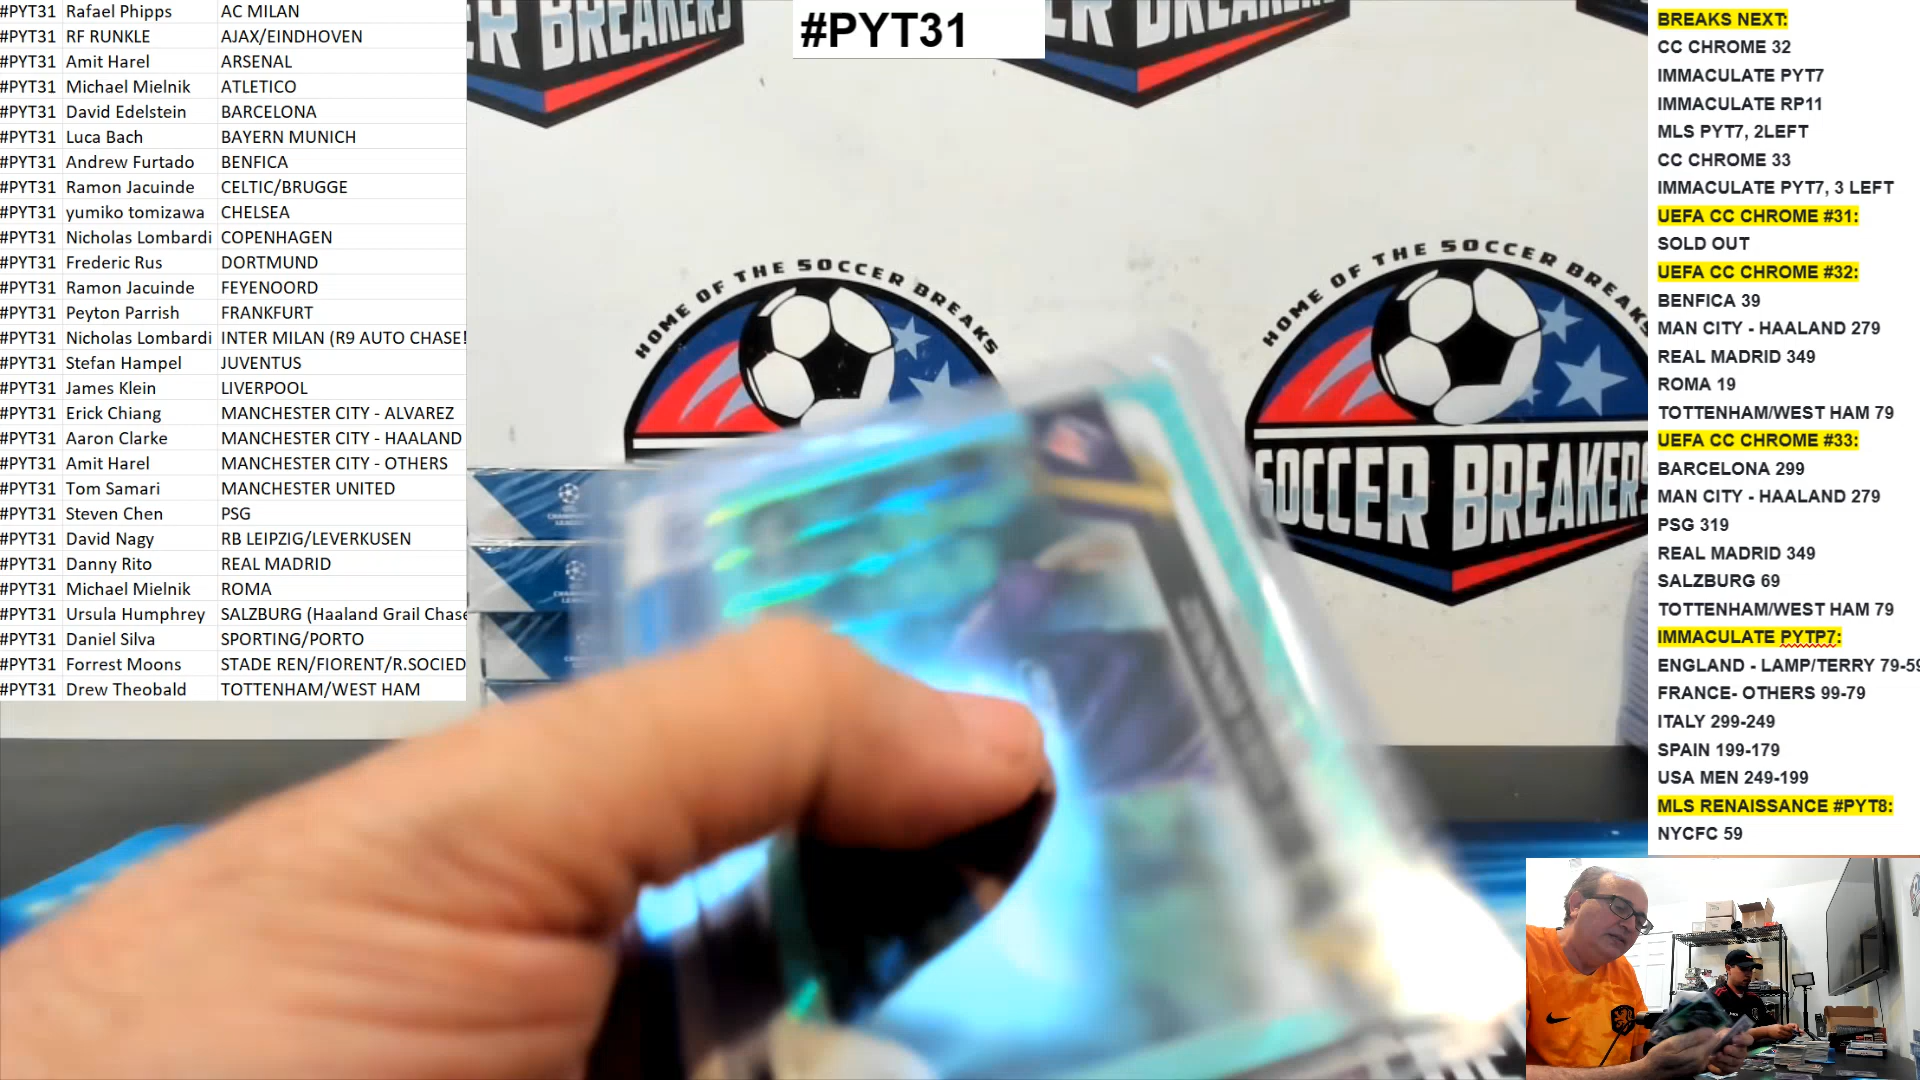 #PYT31 Rafael Phipps AC MILAN
#PYT31 RF RUNKLE AJAX/EINDHOVEN
#PYT31 Amit Harel ARSENAL
#PYT31 Michael Mielnik ATLETICO
#PYT31 David Edelstein BARCELONA
#PYT31 Luca Bach BAYERN MUNICH
#PYT31 Andrew Furtado BENFICA
#PYT31 Ramon Jacuinde CELTIC/BRUGGE
#PYT31 yumiko tomizawa CHELSEA
#PYT31 Nicholas Lombardi COPENHAGEN
#PYT31 Frederic Rus DORTMUND
#PYT31 Ramon Jacuinde FEYENOORD
#PYT31 Peyton Parrish FRANKFURT
#PYT31 Nicholas Lombardi INTER MILAN (R9 AUTO CHASE!
#PYT31 Stefan Hampel JUVENTUS
#PYT31 James Klein LIVERPOOL
#PYT31 Erick Chiang MANCHESTER CITY - ALVAREZ
#PYT31 Aaron Clarke MANCHESTER CITY - HAALAND
#PYT31 Amit Harel MANCHESTER CITY - OTHERS
#PYT31 Tom Samari MANCHESTER UNITED
#PYT31 Steven Chen PSG
#PYT31 David Nagy RB LEIPZIG/LEVERKUSEN
#PYT31 Danny Rito REAL MADRID
#PYT31 Michael Mielnik ROMA
#PYT31 Ursula Humphrey SALZBURG (Haaland Grail Chase
#PYT31 Daniel Silva SPORTING/PORTO
#PYT31 Forrest Moons STADE REN/FIORENT/R.SOCIED
#PYT31 Drew Theobald TOTTENHAM/WEST HAM
#PYT31
ER BREAKERS
ER BREAKERS
HOME OF THE SOCCER BREAKS
HOME OF THE SOCCER BREAKS
SOCCER BREAKERS
BREAKS NEXT:
CC CHROME 32
IMMACULATE PYT7
IMMACULATE RP11
MLS PYT7, 2LEFT
CC CHROME 33
IMMACULATE PYT7, 3 LEFT
UEFA CC CHROME #31:
SOLD OUT
UEFA CC CHROME #32:
BENFICA 39
MAN CITY - HAALAND 279
REAL MADRID 349
ROMA 19
TOTTENHAM/WEST HAM 79
UEFA CC CHROME #33:
BARCELONA 299
MAN CITY - HAALAND 279
PSG 319
REAL MADRID 349
SALZBURG 69
TOTTENHAM/WEST HAM 79
IMMACULATE PYTP7:
ENGLAND - LAMP/TERRY 79-59
FRANCE- OTHERS 99-79
ITALY 299-249
SPAIN 199-179
USA MEN 249-199
MLS RENAISSANCE #PYT8:
NYCFC 59